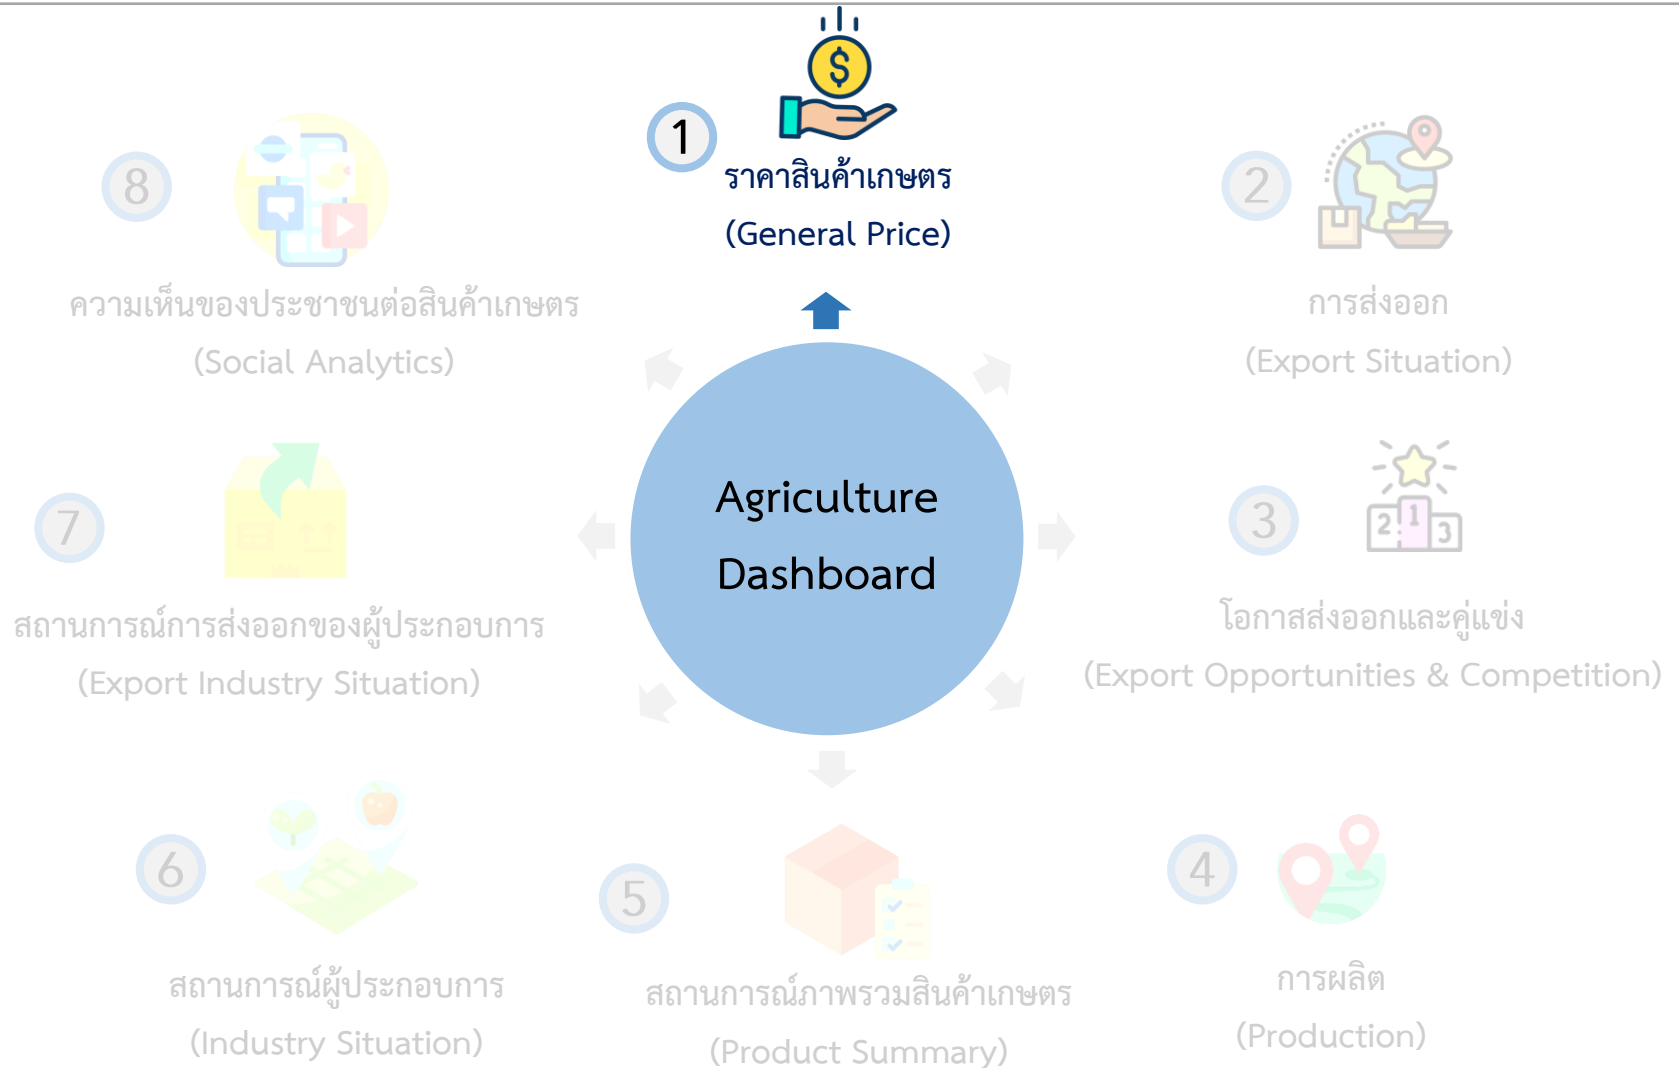 1
ราคาสินค้าเกษตร
(General Price)
2
การส่งออก
(Export Situation)
3
2 1 3
โอกาสส่งออกและคู่แข่ง
(Export Opportunities & Competition)
4
การผลิต
(Production)
5
สถานการณ์ภาพรวมสินค้าเกษตร
(Product Summary)
6
สถานการณ์ผู้ประกอบการ
(Industry Situation)
7
สถานการณ์การส่งออกของผู้ประกอบการ
(Export Industry Situation)
8
ความเห็นของประชาชนต่อสินค้าเกษตร
(Social Analytics)
Agriculture
Dashboard